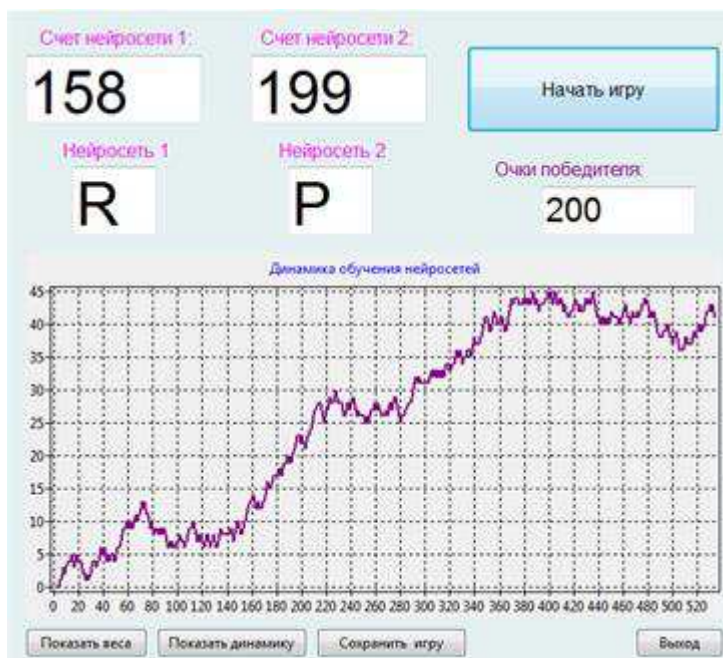 Счет нейросети 1: Счет нейросети 2:
158 199
Начать игру
Нейросеть 1 Нейросеть 2
Очки победителя:
R P
200
Динамика обучения нейросетей
45
40
35
30
25
20
15
10
5
0
0 20 40 60 80 100 120 140 160 180 200 220 240 260 280 300 320 340 360 380 400 420 440 460 480 500 520
Показать веса Показать динамику Сохранить игру Выход